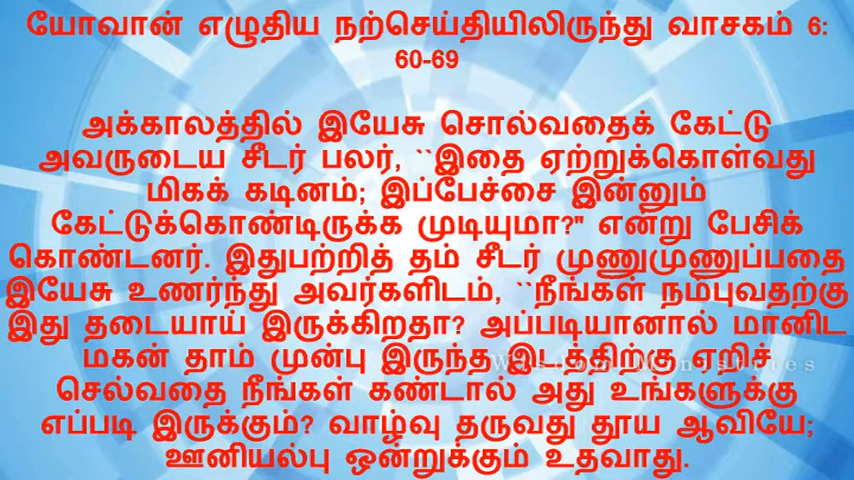 யோவான் எழுதிய நற்செய்தியிலிருந்து வாசகம் 6:
60-69
அக்காலத்தில் இயேசு சொல்வதைக் கேட்டு
அவருடைய சீடர் பலர், ``இதை ஏற்றுக்கொள்வது
மிகக் கடினம்; இப்பேச்சை இன்னும்
கேட்டுக்கொண்டிருக்க முடியுமா?" என்று பேசிக்
கொண்டனர். இதுபற்றித் தம் சீடர் முணுமுணுப்பதை
இயேசு உணர்ந்து அவர்களிடம், ``நீங்கள் நம்புவதற்கு
இது தடையாய் இருக்கிறதா? அப்படியானால் மானிட
மகன் தாம் முன்பு இருந்த இடத்திற்கு ஏறிச்
Wisdom Ministries
செல்வதை நீங்கள் கண்டால் அது உங்களுக்கு
எப்படி இருக்கும்? வாழ்வு தருவது தூய ஆவியே;
ஊனியல்பு ஒன்றுக்கும் உதவாது.